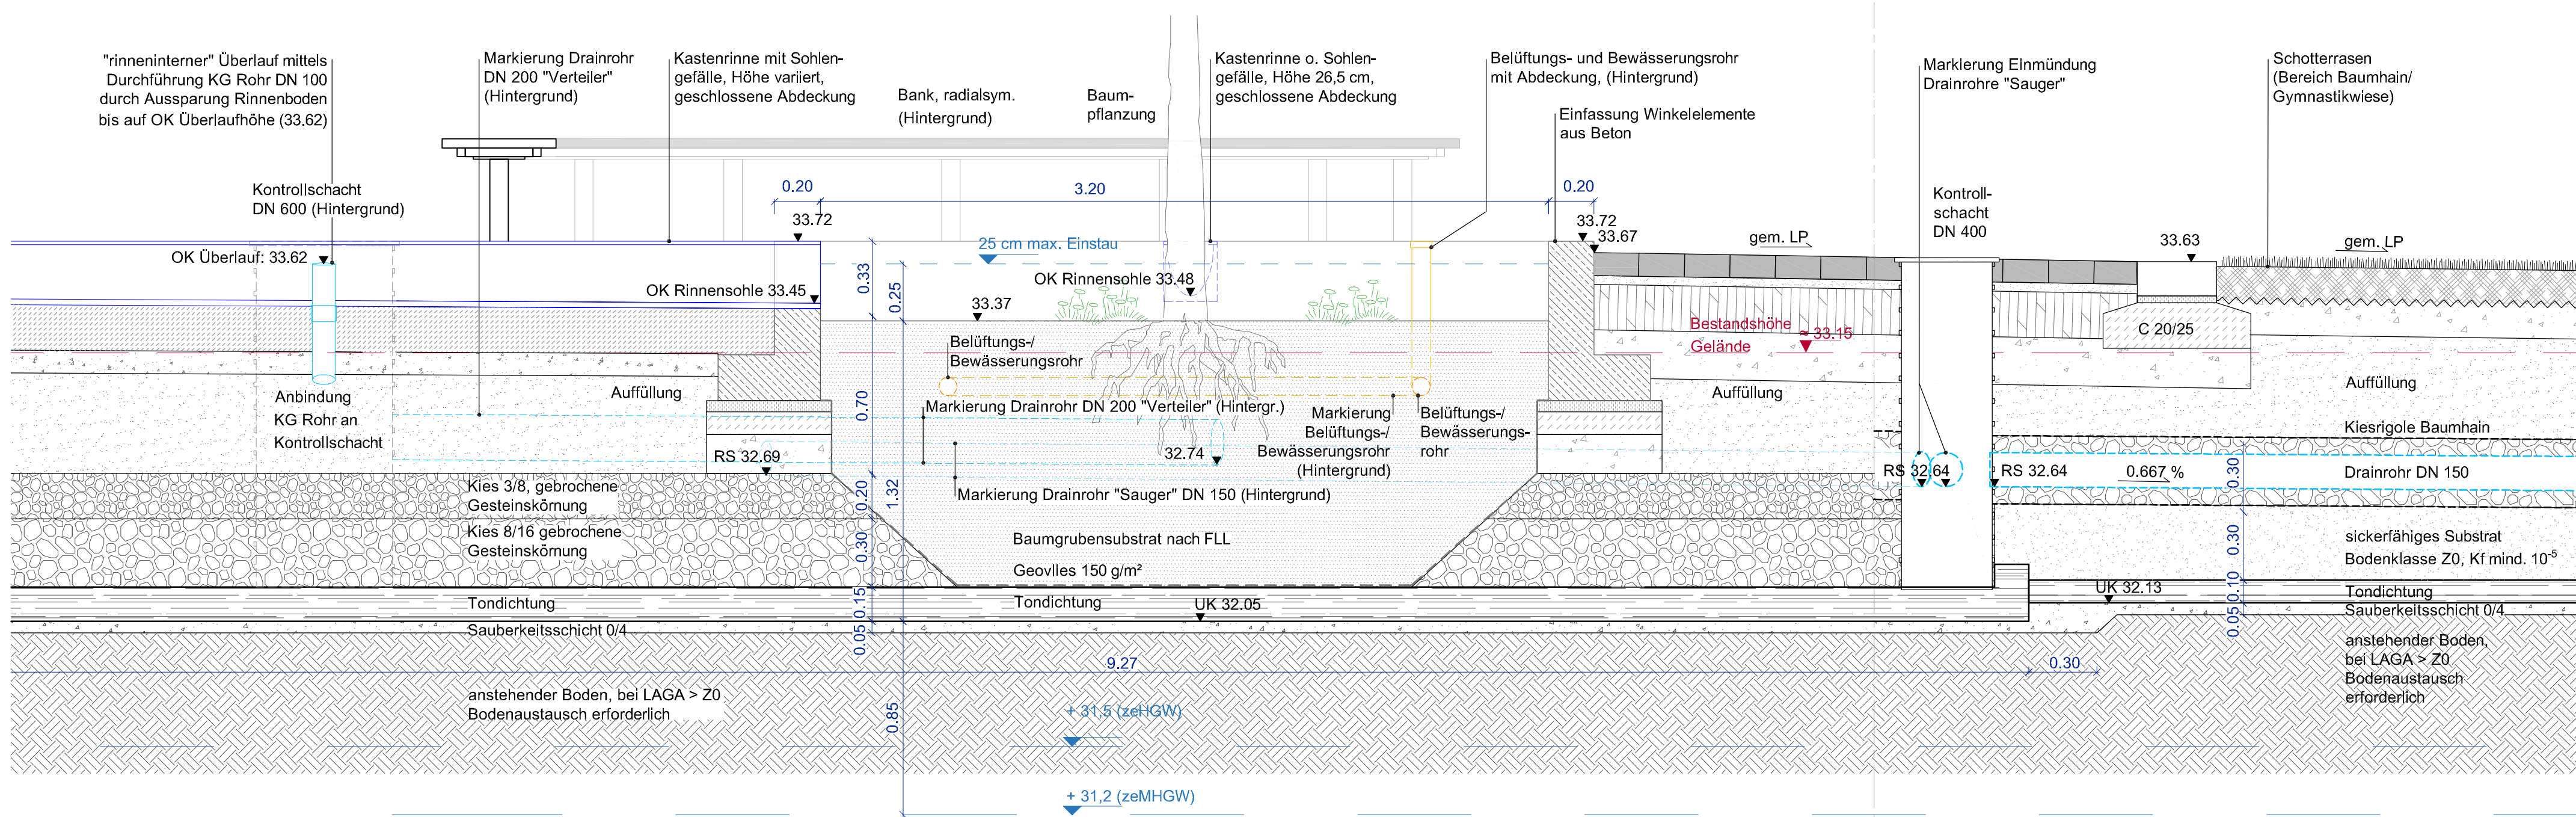 "rinneninterner" Überlauf mittels
Durchführung KG Rohr DN 100
durch Aussparung Rinnenboden
bis auf OK Überlaufhöhe (33.62)
Markierung Drainrohr
DN 200 "Verteiler"
(Hintergrund)
Kastenrinne mit Sohlen-
gefälle, Höhe variiert,
geschlossene Abdeckung
Bank, radialsym.
(Hintergrund)
Baum-
pflanzung
Kastenrinne o. Sohlen-
gefälle, Höhe 26,5 cm,
geschlossene Abdeckung
Belüftungs- und Bewässerungsrohr
mit Abdeckung, (Hintergrund)
Einfassung Winkelelemente
aus Beton
Markierung Einmündung
Drainrohre "Sauger"
Schotterrasen
(Bereich Baumhain/
Gymnastikwiese)
Kontrollschacht
DN 600 (Hintergrund)
0.20
3.20
0.20
Kontroll-
schacht
DN 400
33.72
33.72
33.67
gem. LP
33.63
gem. LP
25 cm max. Einstau
OK Überlauf: 33.62
OK Rinnensohle 33.45
0.33
0.25
OK Rinnensohle 33.48
33.37
Bestandshöhe
Gelände
≈ 33.15
C 20/25
Belüftungs-/
Bewässerungsrohr
Anbindung
KG Rohr an
Kontrollschacht
Auffüllung
0.70
Markierung Drainrohr DN 200 "Verteiler" (Hintergr.)
Markierung
Belüftungs-/
Bewässerungsrohr
(Hintergrund)
Belüftungs-/
Bewässerungs-
rohr
Auffüllung
Auffüllung
Kiesrigole Baumhain
RS 32.69
32.74
RS 32.64
RS 32.64
0.667 %
0.30
Drainrohr DN 150
Kies 3/8, gebrochene
Gesteinskörnung
0.20
1.32
Markierung Drainrohr "Sauger" DN 150 (Hintergrund)
Kies 8/16 gebrochene
Gesteinskörnung
0.30
Baumgrubensubstrat nach FLL
Geovlies 150 g/m²
0.30
sickerfähiges Substrat
Bodenklasse Z0, Kf mind. 10-5
Tondichtung
0.15
Tondichtung
UK 32.05
UK 32.13
0.10
Tondichtung
Sauberkeitsschicht 0/4
0.05
0.05
Sauberkeitsschicht 0/4
9.27
0.30
anstehender Boden,
bei LAGA > Z0
Bodenaustausch
erforderlich
anstehender Boden, bei LAGA > Z0
Bodenaustausch erforderlich
0.85
+ 31,5 (zeHGW)
+ 31,2 (zeMHGW)